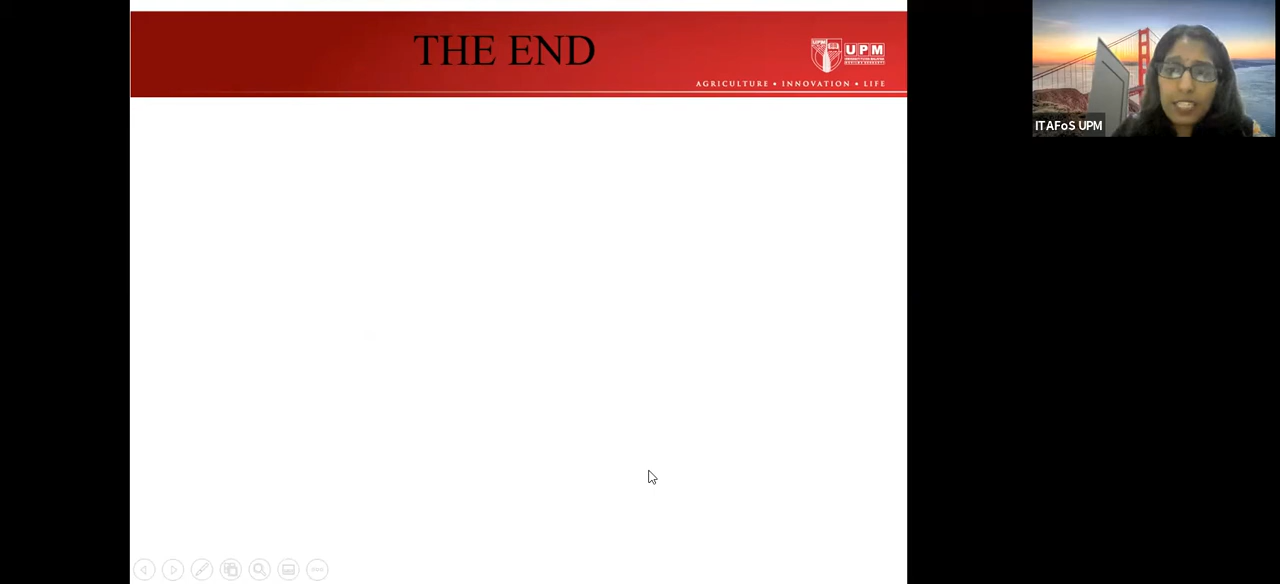 THE END
UPM
AGRICULTURE • INNOVATION • LIFE
ITAFoS UPM